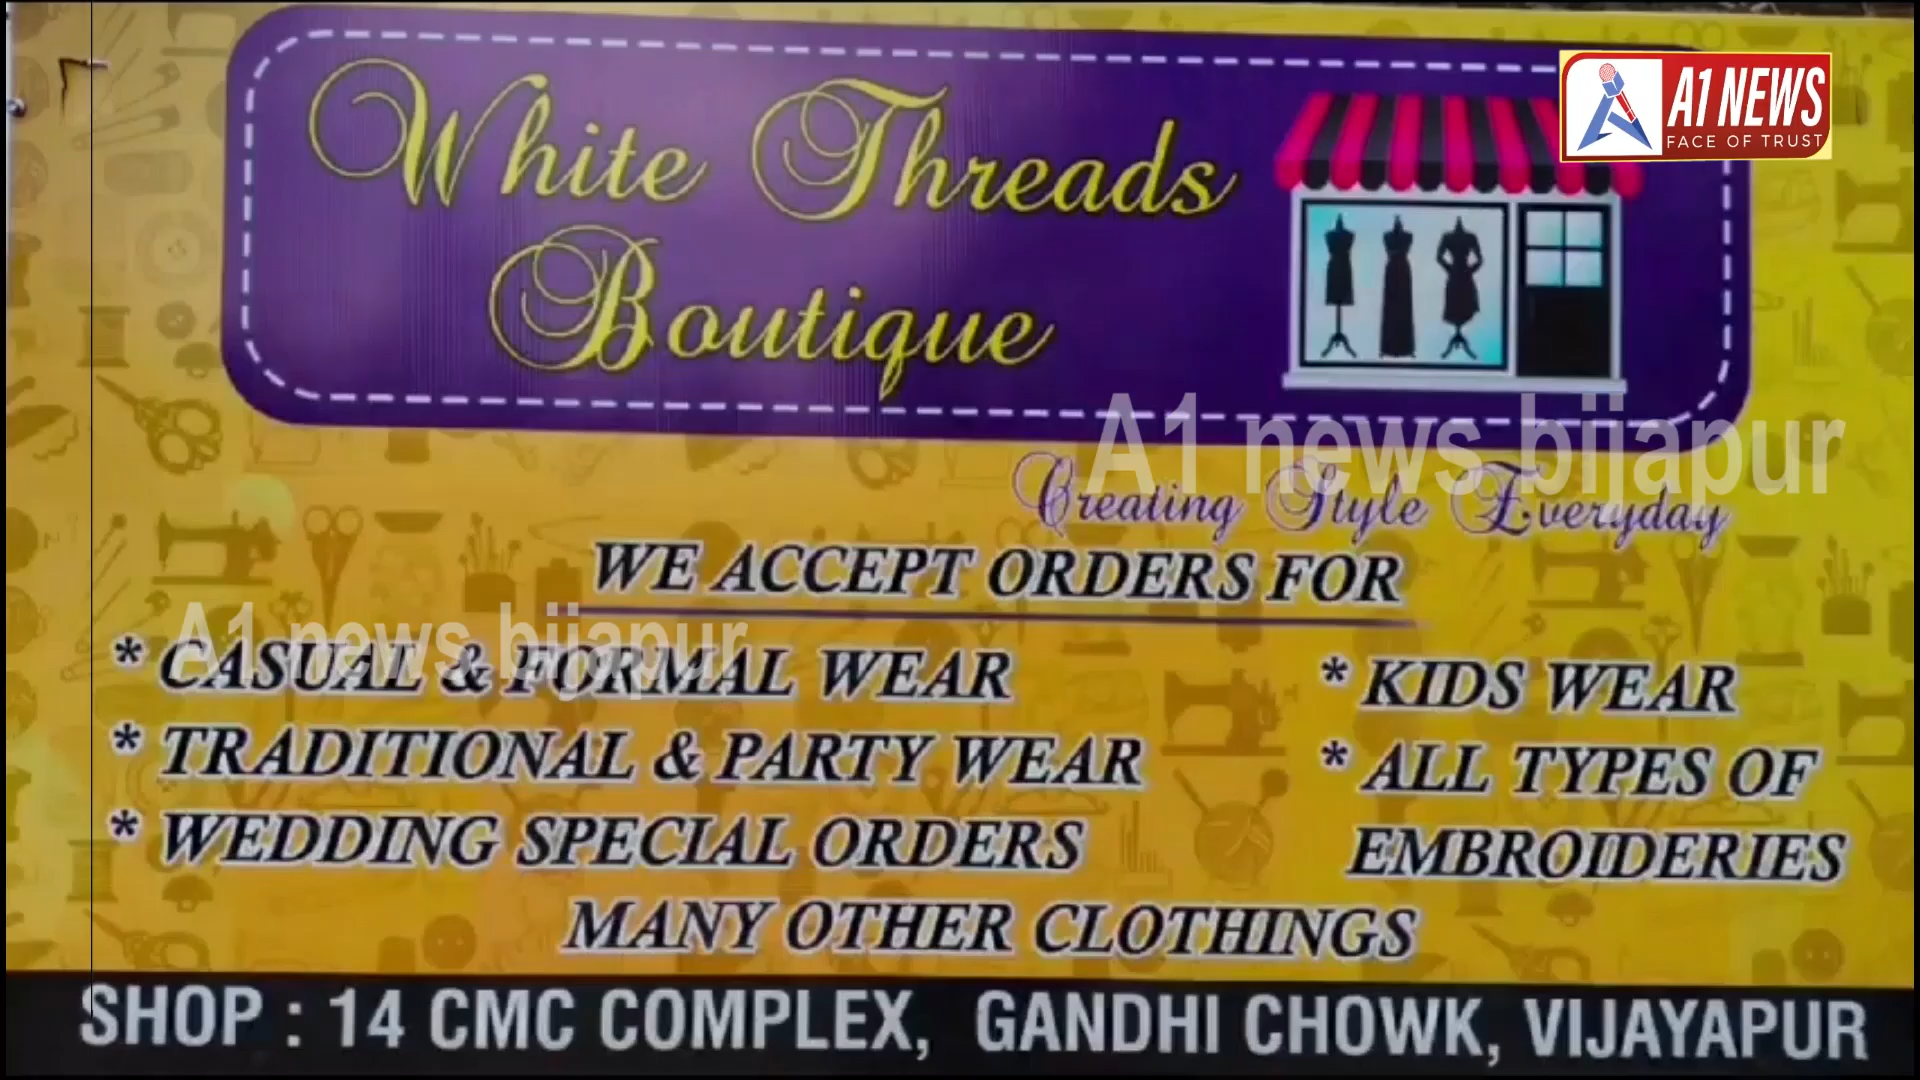 White Threads
Boutique
A1 NEWS
FACE OF TRUST
A1 news bijapur
Creating Style Everyday
WE ACCEPT ORDERS FOR
A1 news bijapur
* CASUAL & FORMAL WEAR
* TRADITIONAL & PARTY WEAR
* WEDDING SPECIAL ORDERS
* KIDS WEAR
* ALL TYPES OF
EMBROIDERIES
MANY OTHER CLOTHINGS
SHOP : 14 CMC COMPLEX, GANDHI CHOWK, VIJAYAPUR